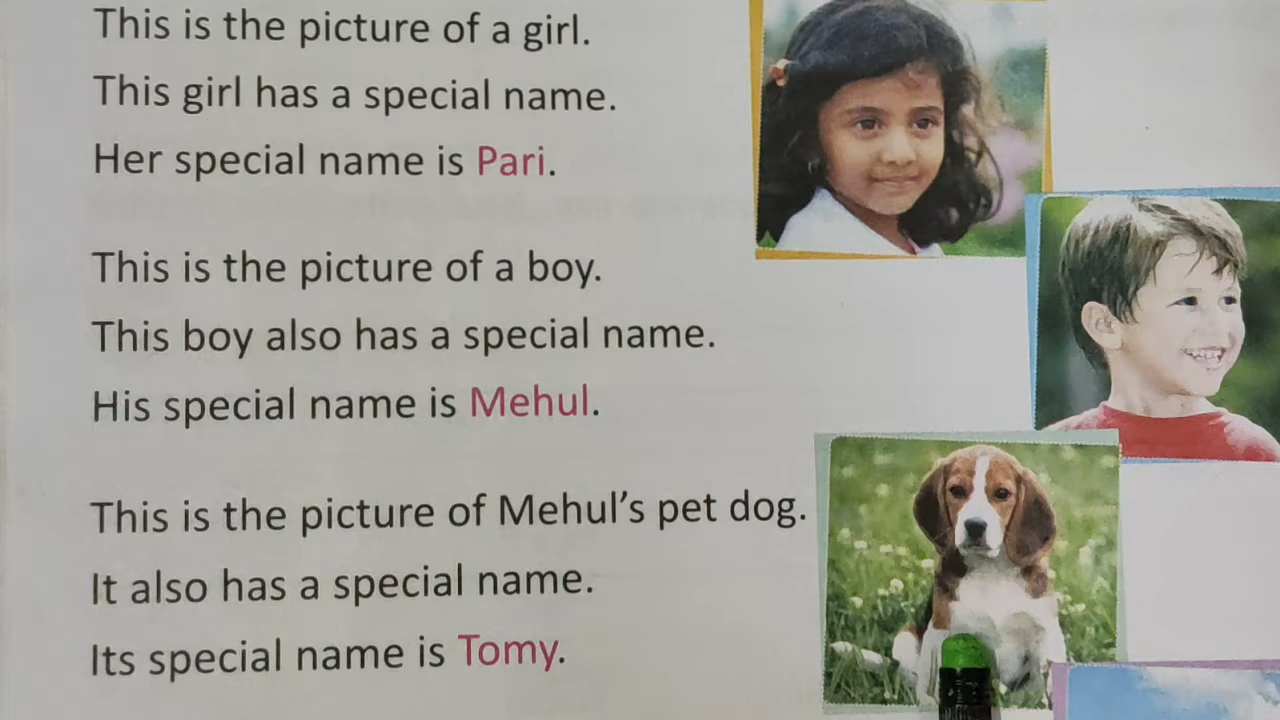 This is the picture of a girl.
This girl has a special name.
Her special name is Pari.
This is the picture of a boy.
This boy also has a special name.
His special name is Mehul.
This is the picture of Mehul’s pet dog.
It also has a special name.
Its special name is Tomy.